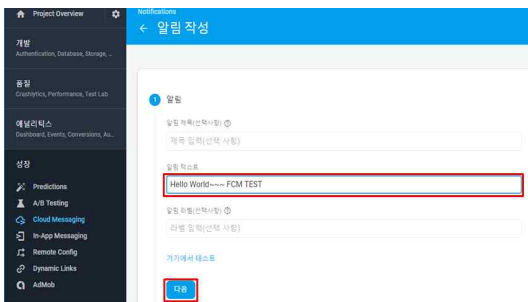 Project Overview
개발
Authentication, Database, Storage, ...
품질
Crashlytics, Performance, Test Lab
애널리틱스
Dashboard, Events, Conversions, Au...
성장
Predictions
A/B Testing
Cloud Messaging
In-App Messaging
Remote Config
Dynamic Links
AdMob
Notifications
← 알림 작성
1 알림
알림 제목(선택사항) ?
제목 입력(선택 사항)
알림 텍스트
Hello World~~~ FCM TEST
알림 라벨(선택사항) ?
라벨 입력(선택 사항)
기기에서 테스트
다음